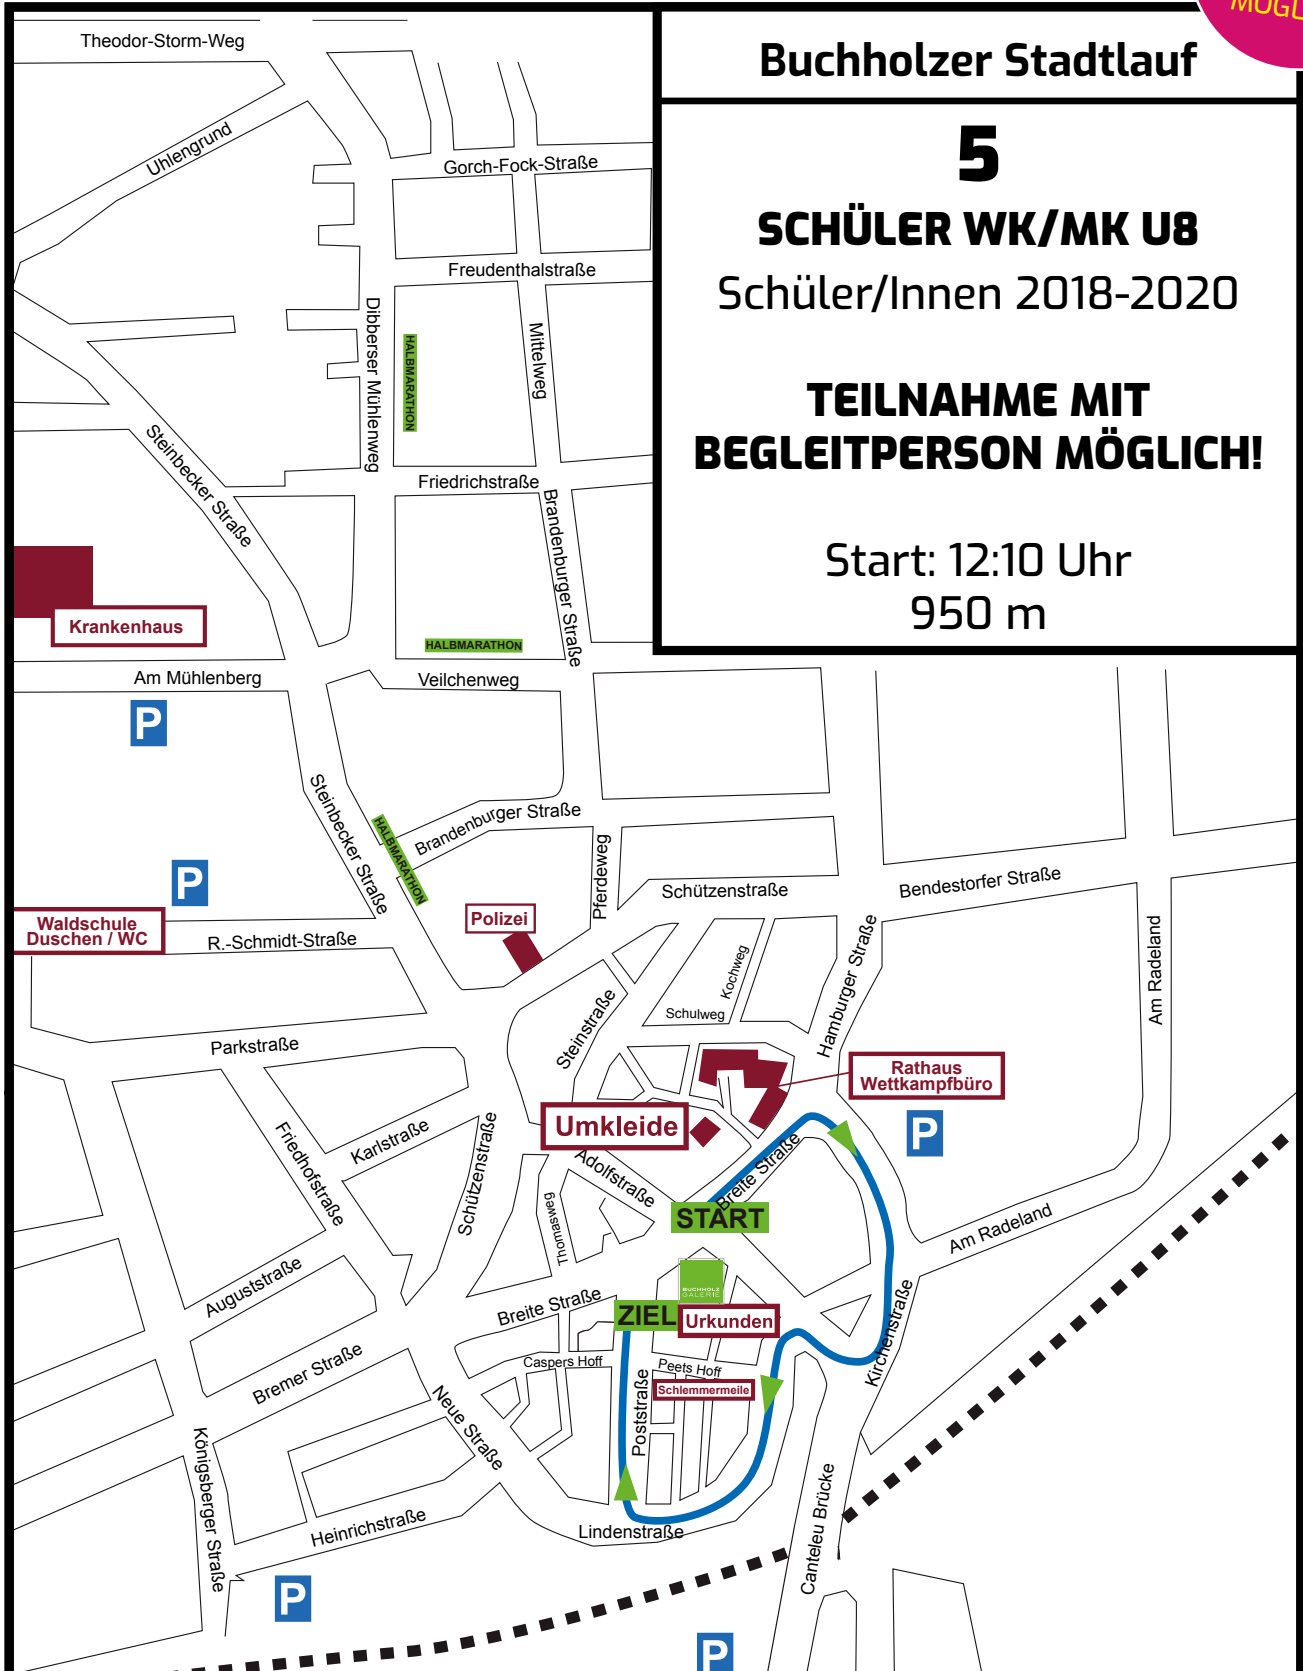 Buchholzer Stadtlauf
5
SCHÜLER WK/MK U8
Schüler/Innen 2018-2020
TEILNAHME MIT
BEGLEITPERSON MÖGLICH!
Start: 12:10 Uhr
950 m
Theodor-Storm-Weg
Uhlengrund
Gorch-Fock-Straße
Freudenthalstraße
Dibberser Mühlenweg
HALBMARATHON
Mittelweg
Steinbecker Straße
Friedrichstraße
Brandenburger Straße
Krankenhaus
HALBMARATHON
Am Mühlenberg
Veilchenweg
P
Steinbecker Straße
HALBMARATHON
Brandenburger Straße
Pferdeweg
P
Schützenstraße
Bendestorfer Straße
Waldschule
Duschen / WC
R.-Schmidt-Straße
Polizei
Kochweg
Hamburger Straße
Am Radeland
Schulweg
Steinstraße
Parkstraße
Rathaus
Wettkampfbüro
Umkleide
P
Friedhofstraße
Karlstraße
Schützenstraße
Adolfstraße
Breite Straße
Thomasweg
START
Am Radeland
Auguststraße
BUCHHOLZ
GALERIE
Breite Straße
ZIEL
Urkunden
Kirchenstraße
Caspers Hoff
Peets Hoff
Bremer Straße
Schlemmermeile
Neue Straße
Poststraße
Königsberger Straße
Heinrichstraße
Lindenstraße
Canteleu Brücke
P
P